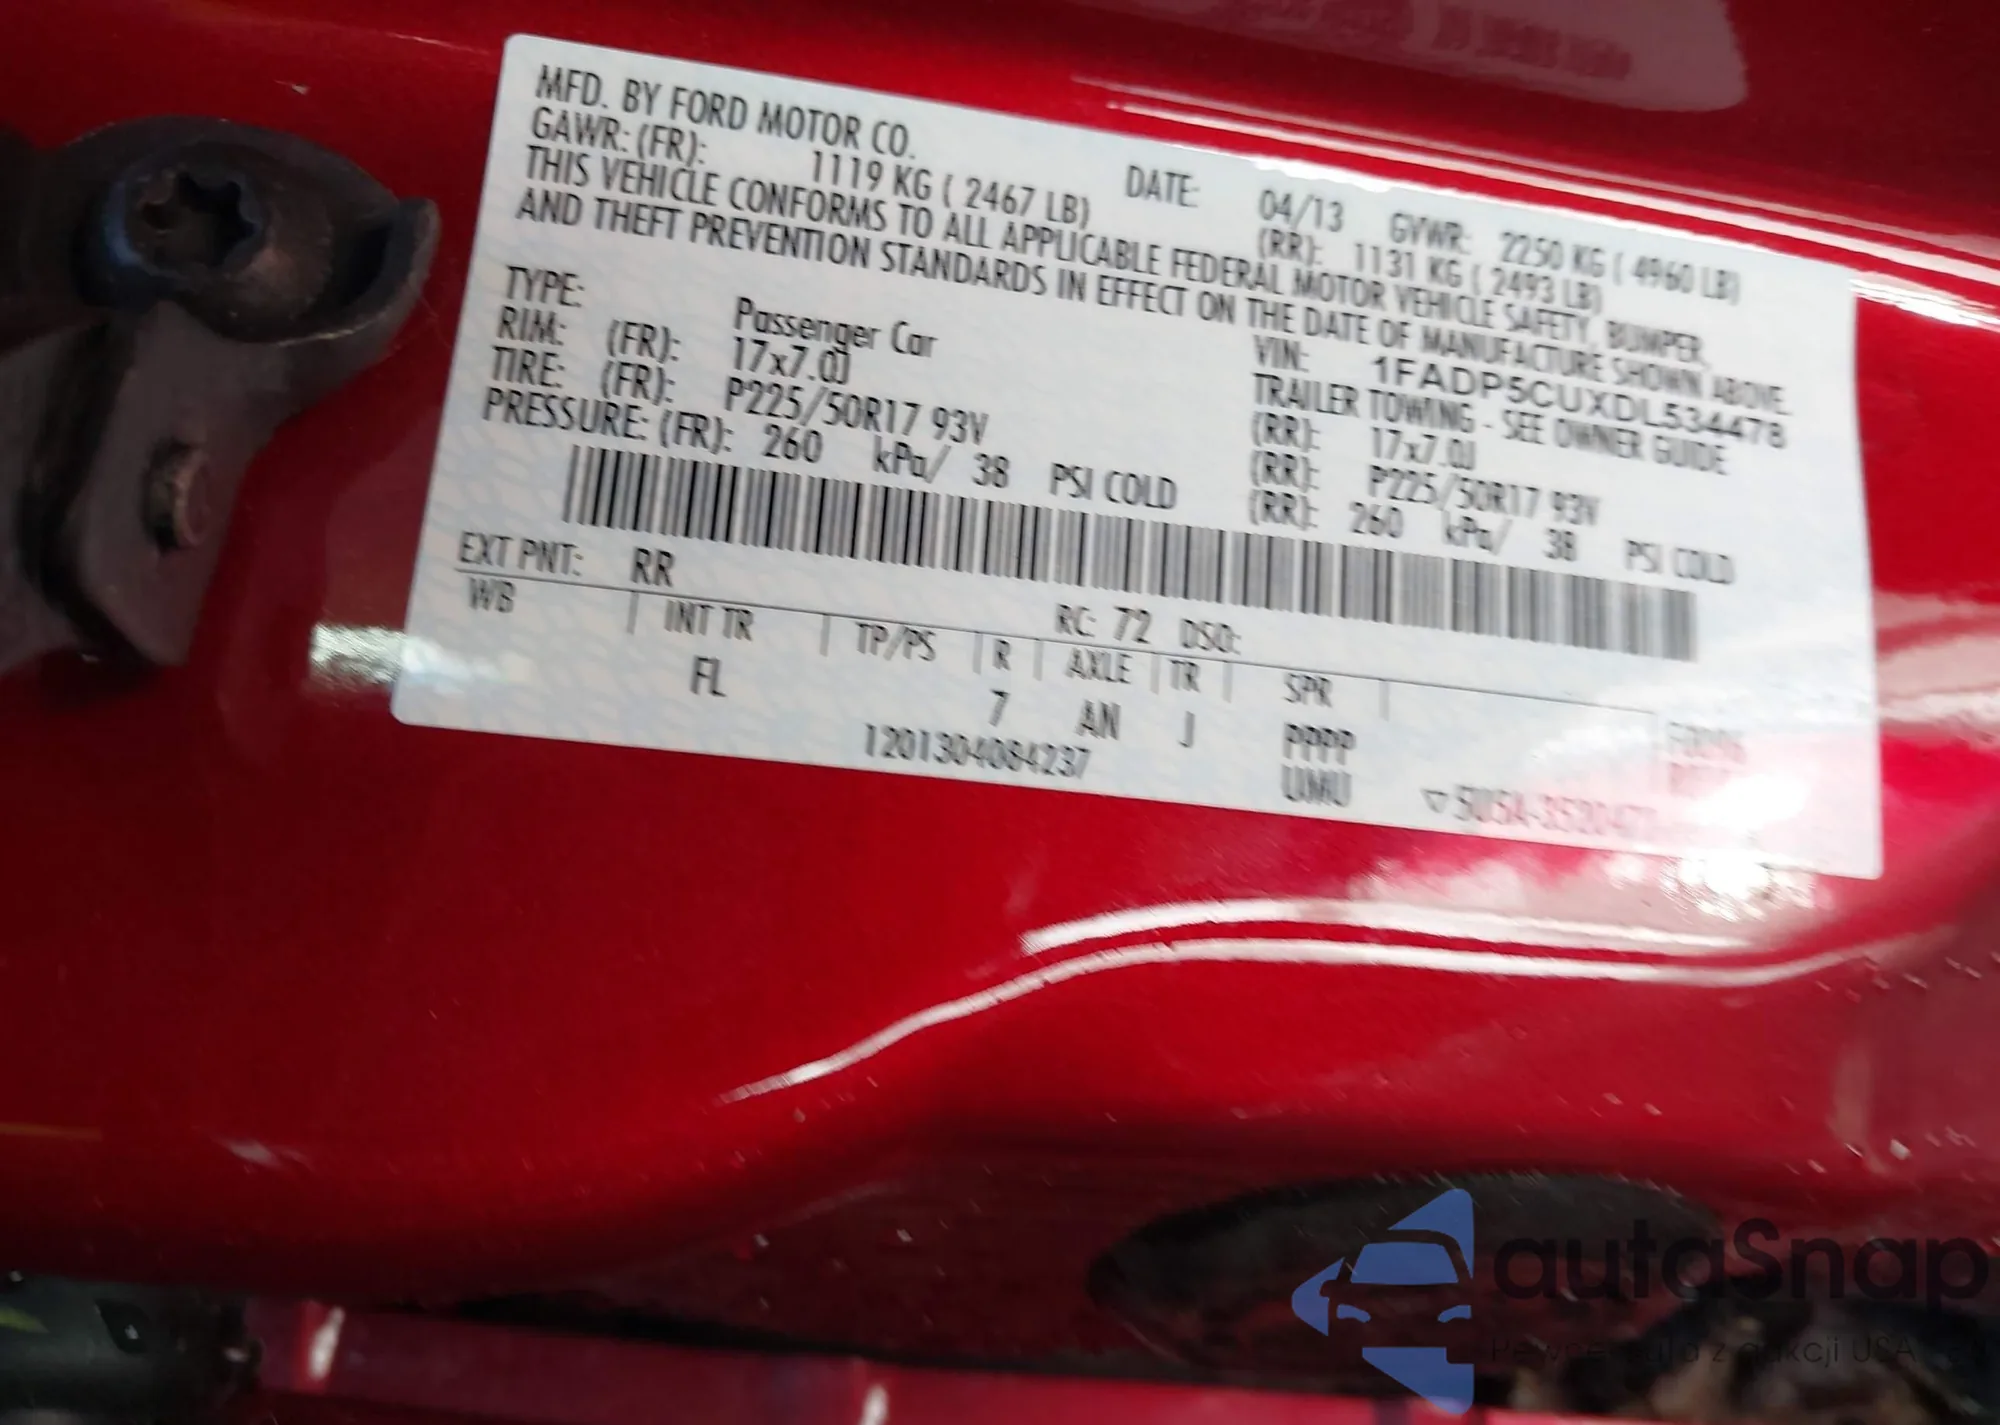 MFD. BY FORD MOTOR CO.
DATE: 04/13 GVWR: 2250 KG ( 4960 LB)
GAWR: (FR): 1119 KG ( 2467 LB) (RR): 1131 KG ( 2493 LB)
THIS VEHICLE CONFORMS TO ALL APPLICABLE FEDERAL MOTOR VEHICLE SAFETY, BUMPER,
AND THEFT PREVENTION STANDARDS IN EFFECT ON THE DATE OF MANUFACTURE SHOWN ABOVE.
VIN: 1FADP5CUXDL534478
TYPE: Passenger Car TRAILER TOWING - SEE OWNER GUIDE
RIM: (FR): 17x7.0J (RR): 17x7.0J
TIRE: (FR): P225/50R17 93V (RR): P225/50R17 93V
PRESSURE: (FR): 260 kPa/ 38 PSI COLD (RR): 260 kPa/ 38 PSI COLD
EXT PNT: RR RC: 72 DSO:
WB INT TR TP/PS R AXLE TR SPR
FL 7 AN J PPPP
1201304084237 UMU
autoSnap
z aukcji USA